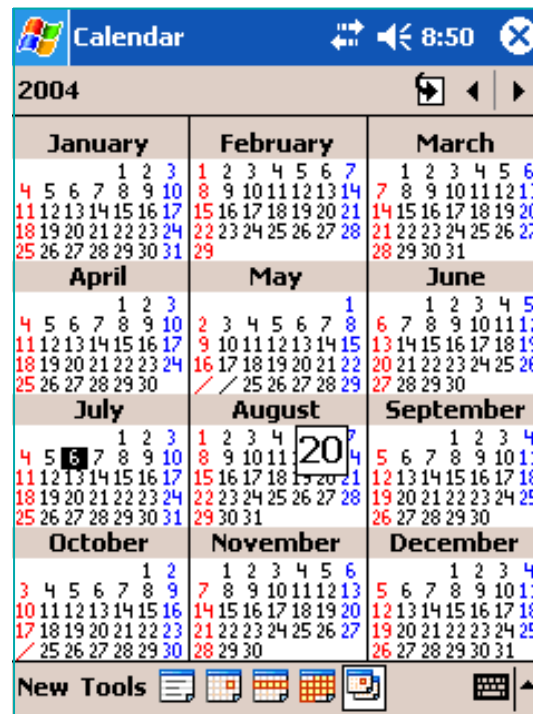 Calendar 8:50
2004
January February March
1 2 3 1 2 3 4 5 6 7 1 2 3 4 5 6
4 5 6 7 8 9 10 8 9 10 11 12 13 14 7 8 9 10 11 12
11 12 13 14 15 16 17 15 16 17 18 19 20 21 14 15 16 17 18 19 20
18 19 20 21 22 23 24 22 23 24 25 26 27 28 21 22 23 24 25 26 27
25 26 27 28 29 30 31 29 28 29 30 31
April May June
1 2 3 1 1 2 3 4 5
4 5 6 7 8 9 10 2 3 4 5 6 7 8 6 7 8 9 10 11
11 12 13 14 15 16 17 9 10 11 12 13 14 15 13 14 15 16 17 18 19
18 19 20 21 22 23 24 16 17 18 19 20 21 22 20 21 22 23 24 25 26
25 26 27 28 29 30 / / 25 26 27 28 29 27 28 29 30
July August September
1 2 3 1 2 3 4 20 7 1 2 3 4
4 5 6 7 8 9 10 8 9 10 11 5 6 7 8 9 10
11 12 13 14 15 16 17 15 16 17 18 19 20 21 12 13 14 15 16 17 18
18 19 20 21 22 23 24 22 23 24 25 26 27 28 19 20 21 22 23 24 25
25 26 27 28 29 30 31 29 30 31 26 27 28 29 30
October November December
1 2 1 2 3 4 5 6 1 2 3 4
3 4 5 6 7 8 9 7 8 9 10 11 12 13 5 6 7 8 9 10
10 11 12 13 14 15 16 14 15 16 17 18 19 20 12 13 14 15 16 17 18
17 18 19 20 21 22 23 21 22 23 24 25 26 27 19 20 21 22 23 24 25
/ 25 26 27 28 29 30 28 29 30 26 27 28 29 30 31
New Tools